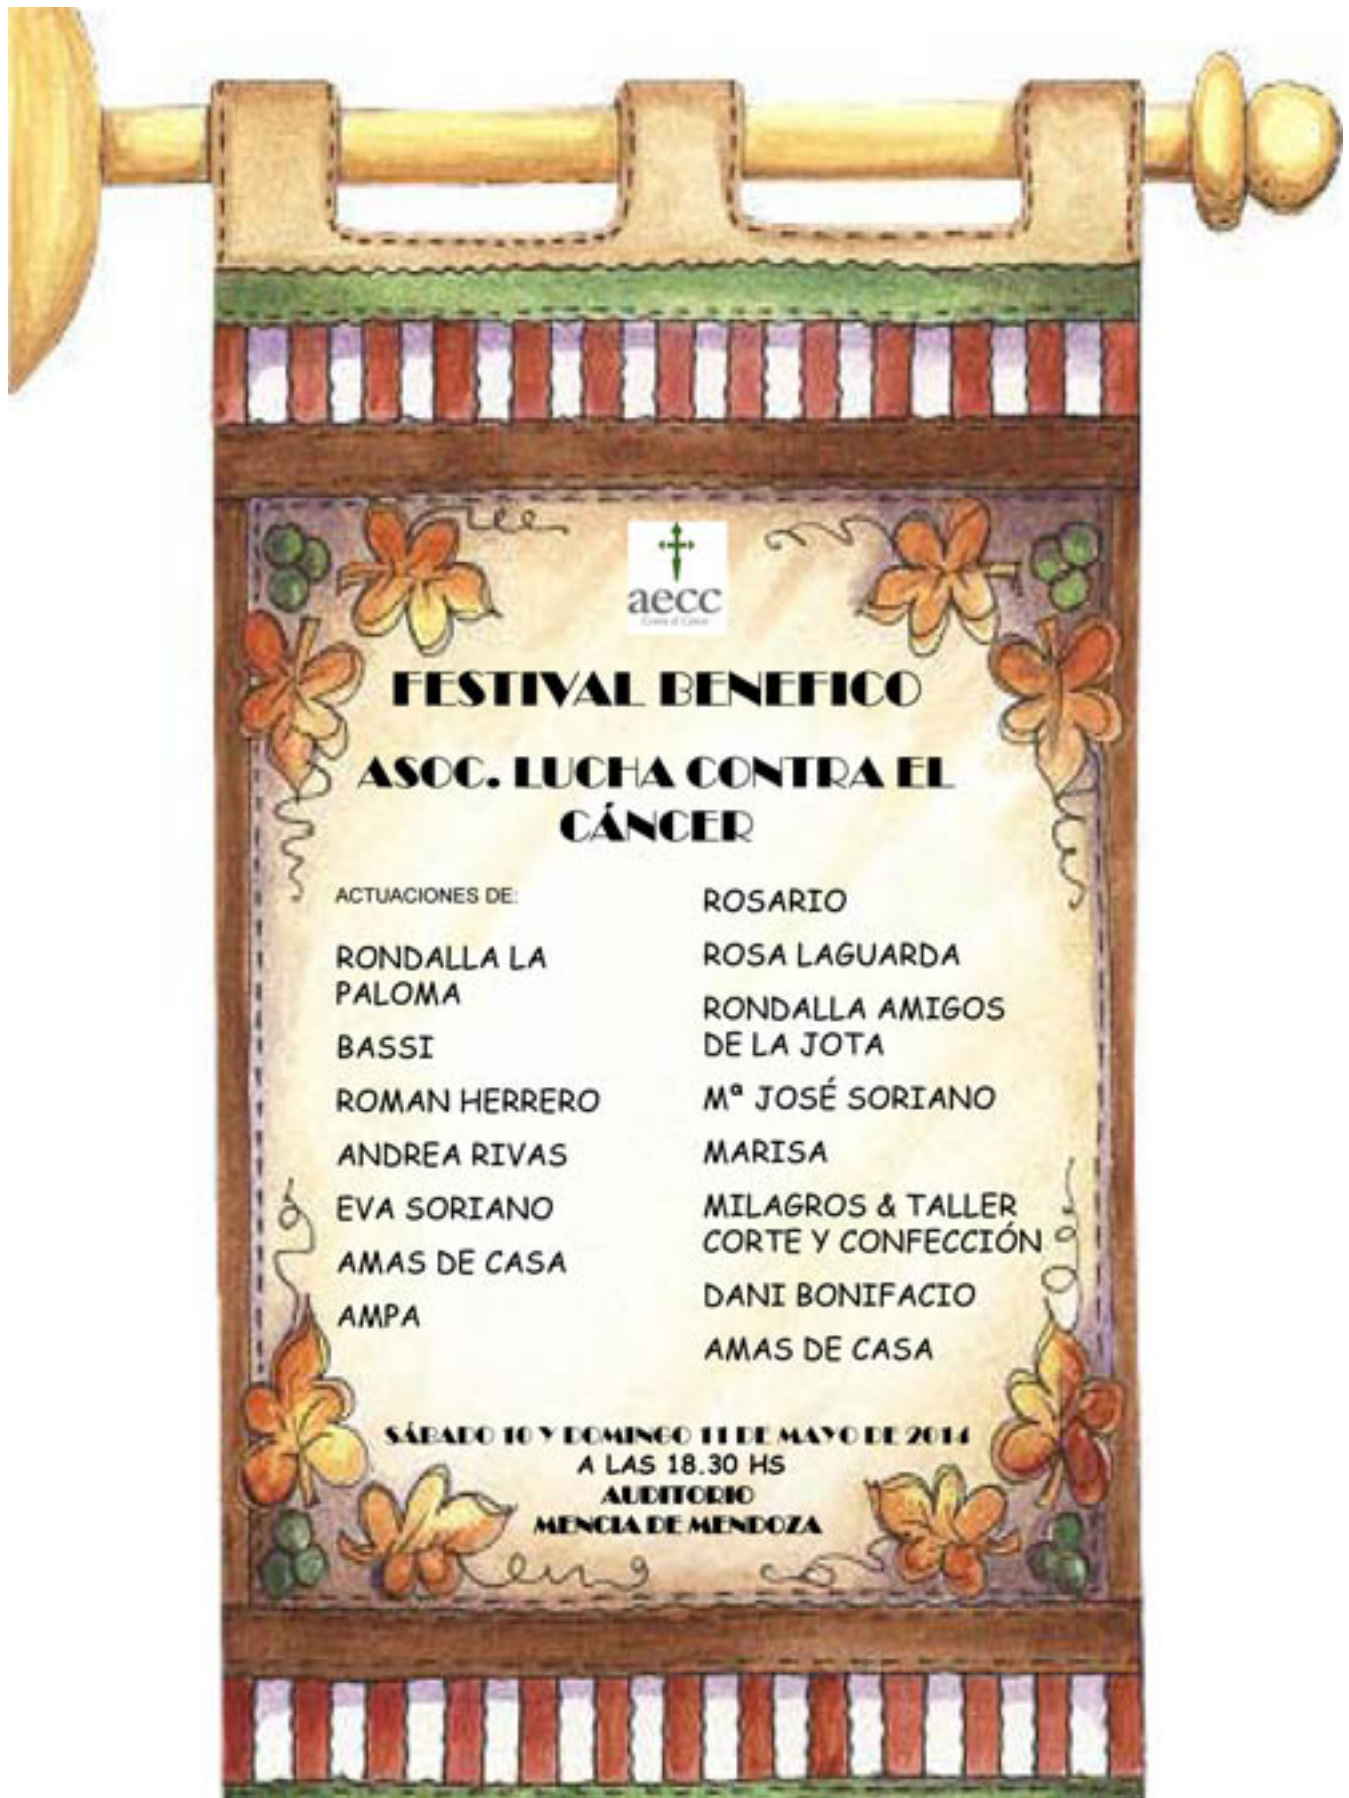 aecc
Contra el Cáncer
FESTIVAL BENEFICO
ASOC. LUCHA CONTRA EL
CÁNCER
ACTUACIONES DE:
RONDALLA LA
PALOMA
BASSI
ROMAN HERRERO
ANDREA RIVAS
EVA SORIANO
AMAS DE CASA
AMPA
ROSARIO
ROSA LAGUARDA
RONDALLA AMIGOS
DE LA JOTA
Mª JOSÉ SORIANO
MARISA
MILAGROS & TALLER
CORTE Y CONFECCIÓN
DANI BONIFACIO
AMAS DE CASA
SÁBADO 10 Y DOMINGO 11 DE MAYO DE 2014
A LAS 18.30 HS
AUDITORIO
MENCIA DE MENDOZA